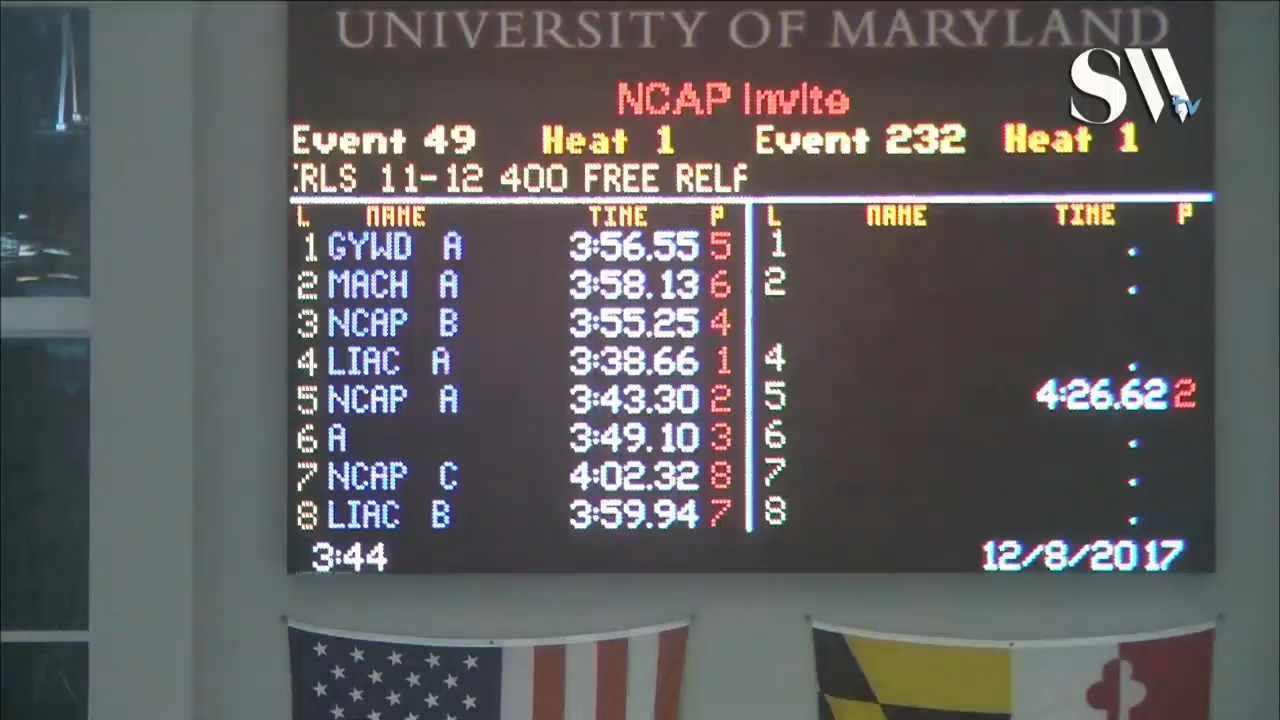 UNIVERSITY OF MARYLAND
SW tv
NCAP Invite
Event 49 Heat 1 Event 232 Heat 1
RLS 11-12 400 FREE REL
L NAME TIME P L NAME TIME P
1 GYWD A 3:56.55 5 1 .
2 MACH A 3:58.13 6 2 .
3 NCAP B 3:55.25 4
4 LIAC A 3:38.66 1 4 .
5 NCAP A 3:43.30 2 5 4:26.62 2
6 A 3:49.10 3 6 .
7 NCAP C 4:02.32 8 7 .
8 LIAC B 3:59.94 7 8 .
3:44 12/8/2017